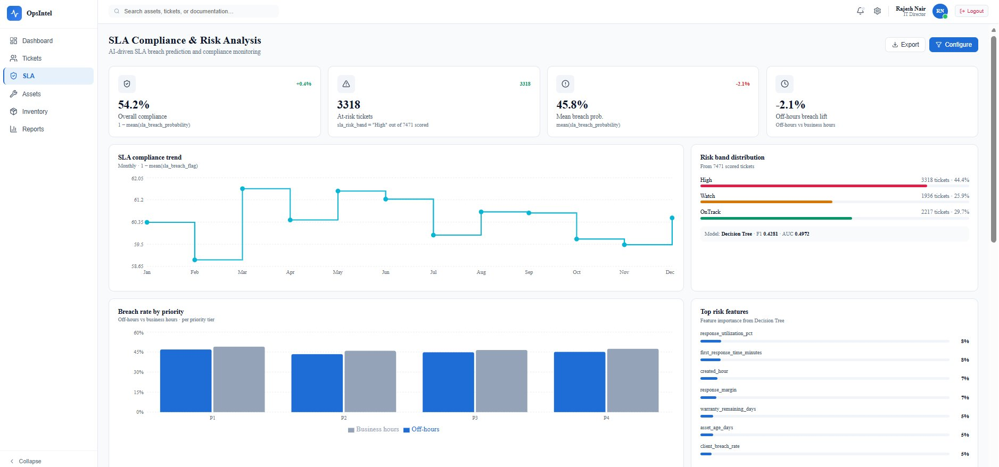 OpsIntel
Search assets, tickets, or documentation…
Rajesh Nair
IT Director
RN
Logout
Dashboard
Tickets
SLA
Assets
Inventory
Reports
Collapse
SLA Compliance & Risk Analysis
AI-driven SLA breach prediction and compliance monitoring
Export
Configure
+0.4%
54.2%
Overall compliance
1 − mean(sla_breach_probability)
3318
3318
At-risk tickets
sla_risk_band = "High" out of 7471 scored
-2.1%
45.8%
Mean breach prob.
mean(sla_breach_probability)
-2.1%
Off-hours breach lift
Off-hours vs business hours
SLA compliance trend
Monthly · 1 − mean(sla_breach_flag)
62.05
61.2
60.35
59.5
58.65
Jan Feb Mar Apr May Jun Jul Aug Sep Oct Nov Dec
Risk band distribution
From 7471 scored tickets
High 3318 tickets · 44.4%
Watch 1936 tickets · 25.9%
OnTrack 2217 tickets · 29.7%
Model: Decision Tree · F1 0.4281 · AUC 0.4972
Breach rate by priority
Off-hours vs business hours · per priority tier
60%
45%
30%
15%
0%
P1 P2 P3 P4
Business hours Off-hours
Top risk features
Feature importance from Decision Tree
response_utilization_pct
8%
first_response_time_minutes
8%
created_hour
7%
response_margin
7%
warranty_remaining_days
5%
asset_age_days
5%
client_breach_rate
5%